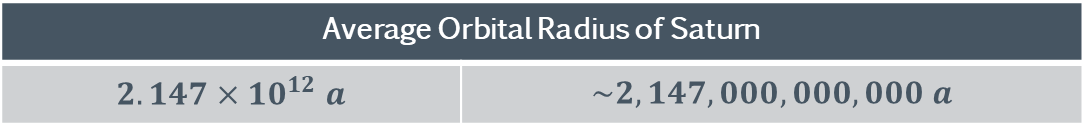 Average Orbital Radius of Saturn
2.147 × 10¹² a
~2,147,000,000,000 a